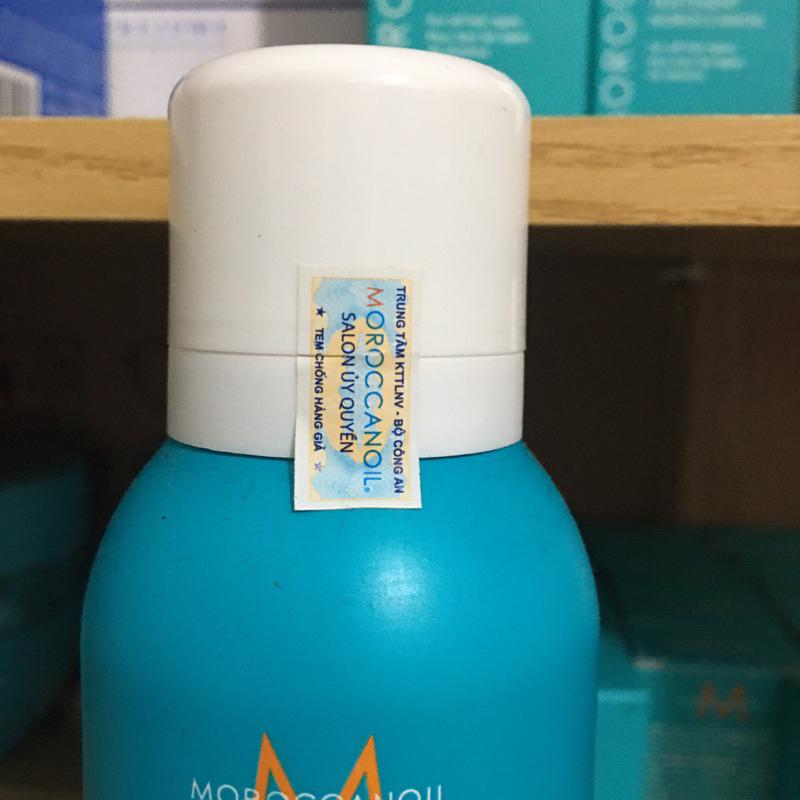 TRUNG TÂM KTTLNV - BỘ CÔNG AN
MOROCCANOIL®
SALON ỦY QUYỀN
★ TEM CHỐNG HÀNG GIẢ ★
M
MOROCCANOIL
M